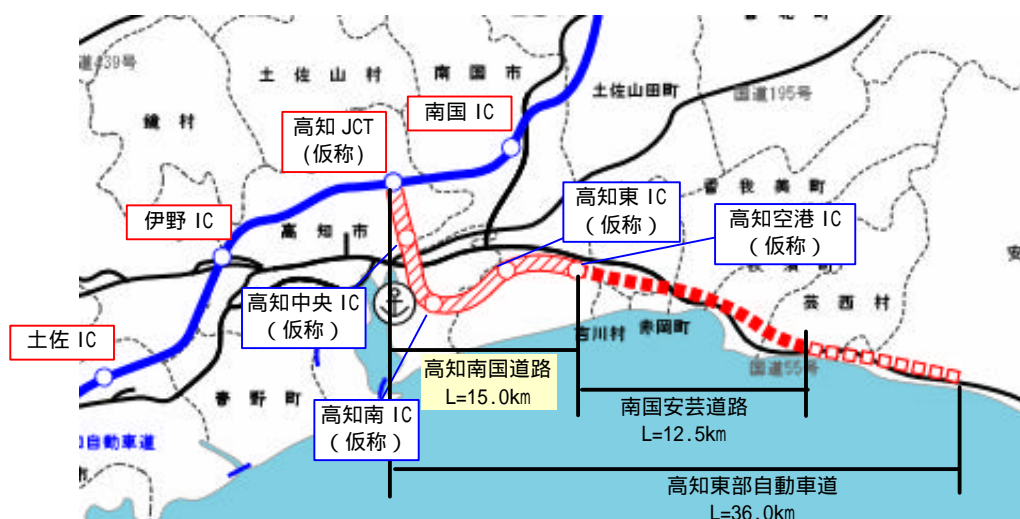 道439号
土佐山村
南国市
土佐山田町
国道195号
鏡村
南国 IC
高知 JCT
(仮称)
香我美町
高知東 IC
(仮称)
高知空港 IC
(仮称)
伊野 IC
高知市
安
芸西村
高知中央 IC
(仮称)
吉川村
赤岡町
土佐 IC
高知南国道路
L=15.0km
国道55号
春野町
高知南 IC
(仮称)
南国安芸道路
L=12.5km
自動車道
市
高知東部自動車道
L=36.0km